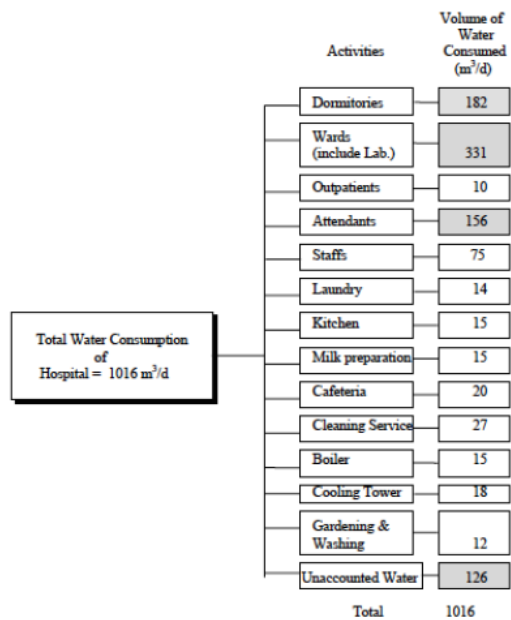 Activities
Volume of
Water
Consumed
(m³/d)
Dormitories 182
Wards
(include Lab.) 331
Outpatients 10
Attendants 156
Staffs 75
Laundry 14
Kitchen 15
Milk preparation 15
Cafeteria 20
Cleaning Service 27
Boiler 15
Cooling Tower 18
Gardening &
Washing 12
Unaccounted Water 126
Total 1016
Total Water Consumption
of
Hospital = 1016 m³/d